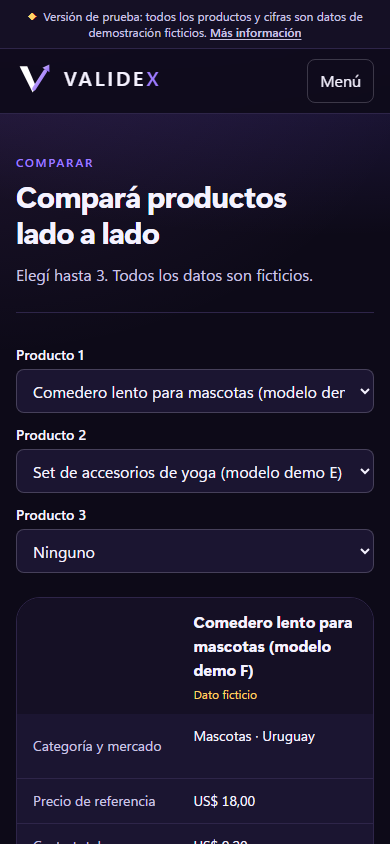 Versión de prueba: todos los productos y cifras son datos de
demostración ficticios. Más información
VALIDEX
Menú
COMPARAR
Compará productos
lado a lado
Elegí hasta 3. Todos los datos son ficticios.
Producto 1
Comedero lento para mascotas (modelo der
Producto 2
Set de accesorios de yoga (modelo demo E)
Producto 3
Ninguno
Comedero lento para
mascotas (modelo
demo F)
Dato ficticio
Categoría y mercado
Mascotas · Uruguay
Precio de referencia
US$ 18,00